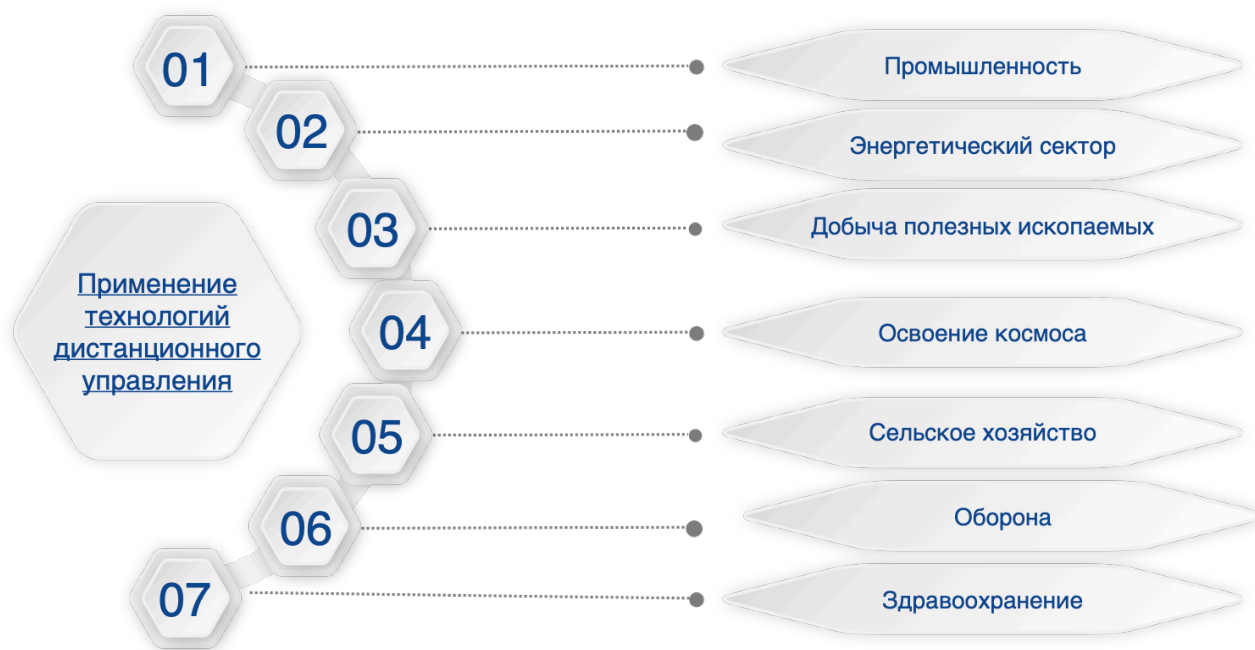 01
Промышленность
02
Энергетический сектор
03
Добыча полезных ископаемых
Применение
технологий
дистанционного
управления
04
Освоение космоса
05
Сельское хозяйство
06
Оборона
07
Здравоохранение